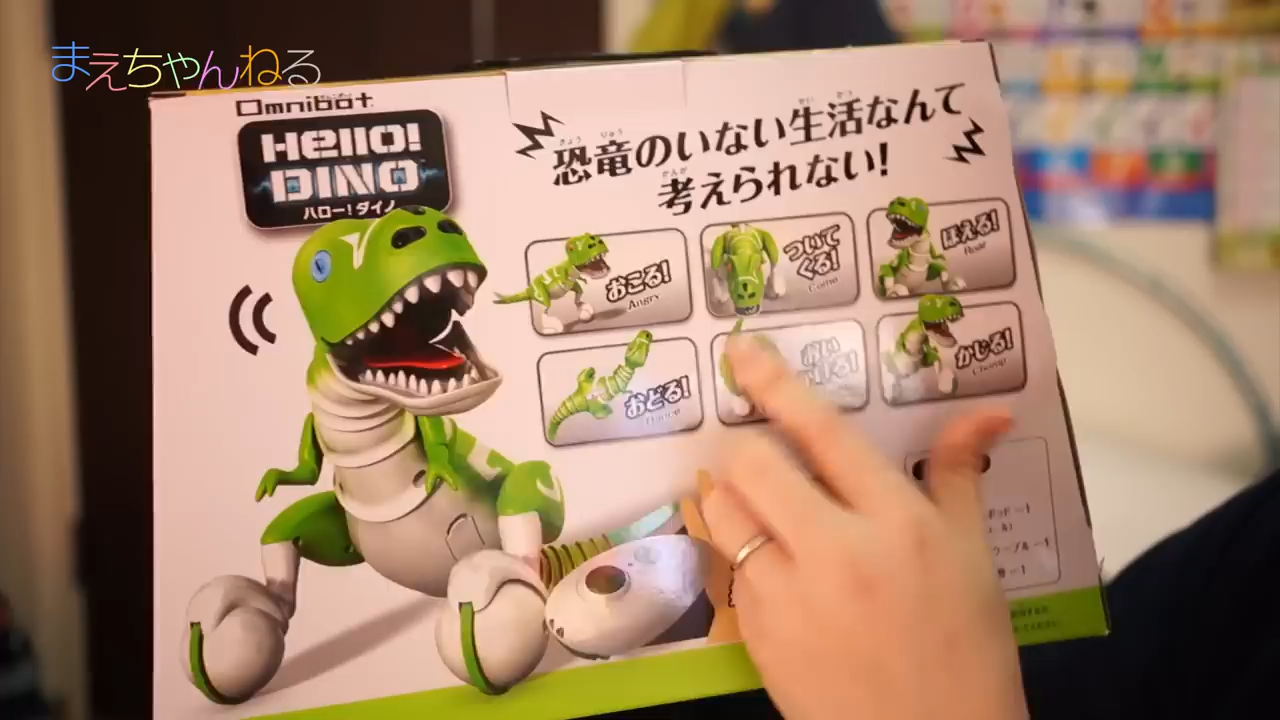 まえちゃんねる
Omnibot
Hello!
DINO
ハロー!ダイノ
恐竜のいない生活なんて
考えられない!
おこる!
Angry
ついて
くる!
Come
ほえる!
Roar
おどる!
Dance
かじる!
Chomp